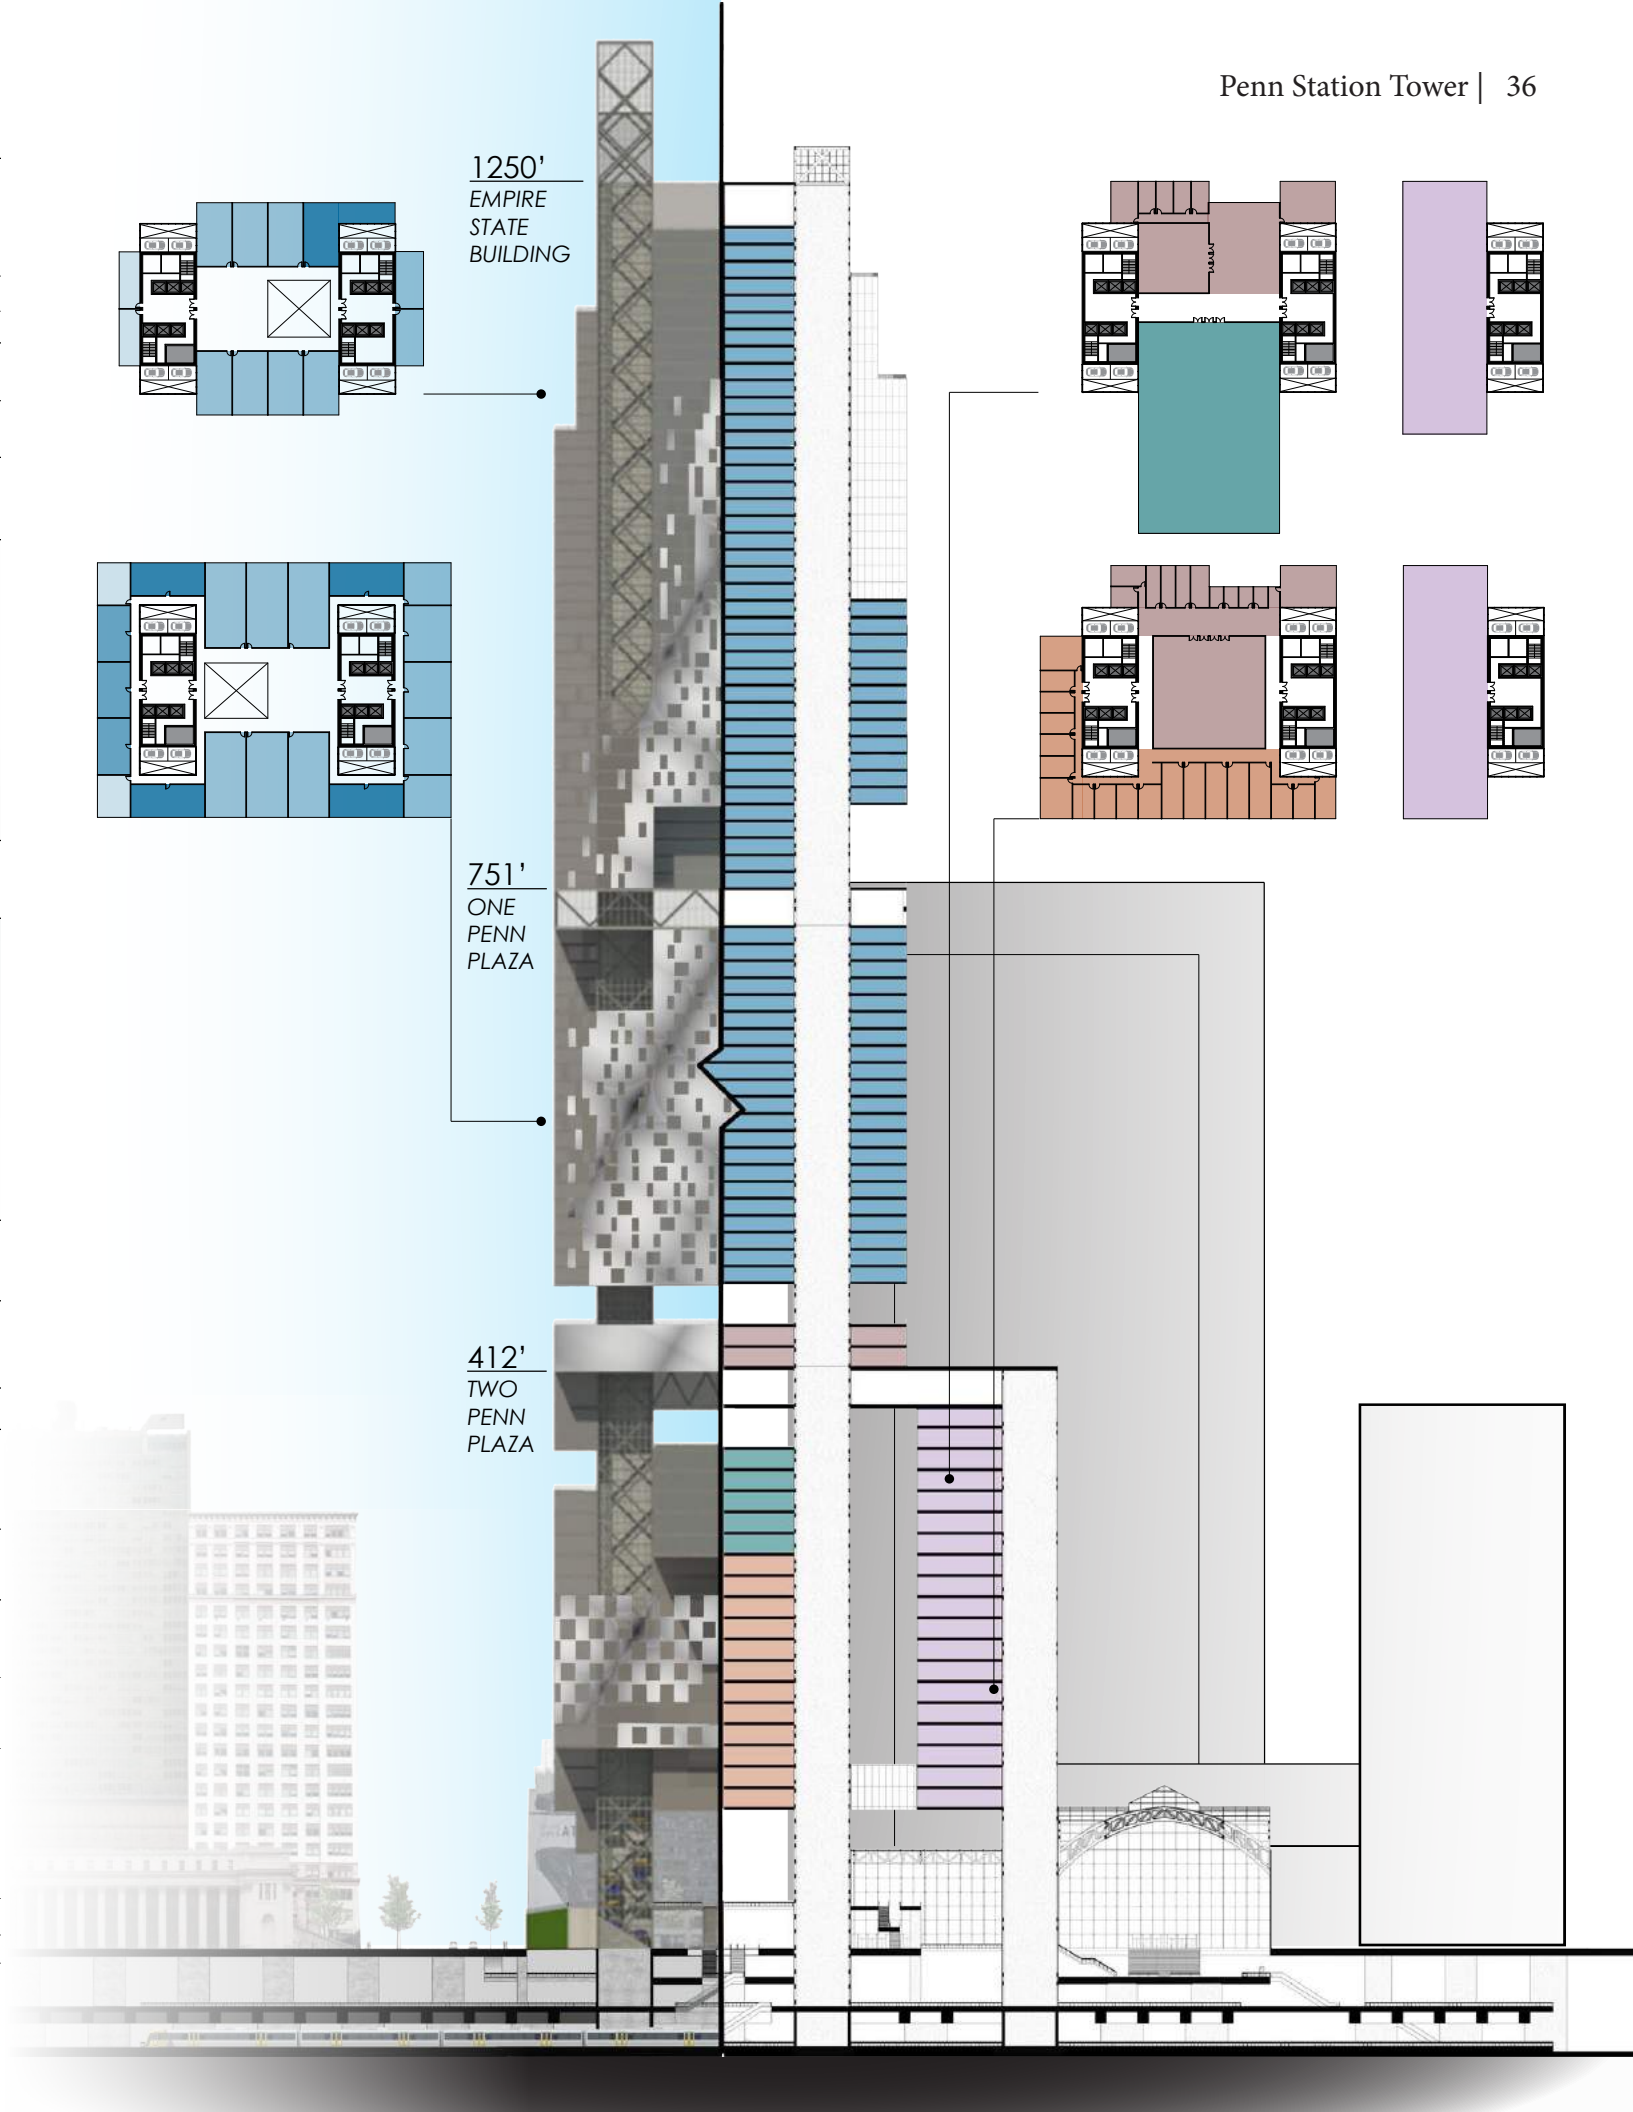 Penn Station Tower | 36
1250’
EMPIRE
STATE
BUILDING
751’
ONE
PENN
PLAZA
412’
TWO
PENN
PLAZA